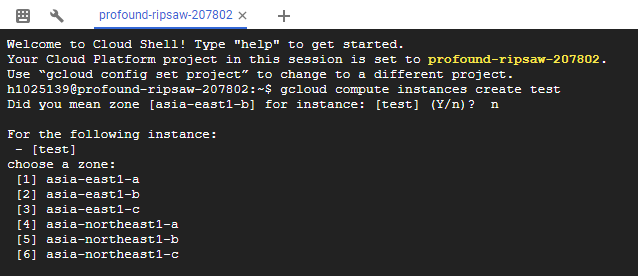 profound-ripsaw-207802
Welcome to Cloud Shell! Type "help" to get started.
Your Cloud Platform project in this session is set to profound-ripsaw-207802.
Use “gcloud config set project” to change to a different project.
h1025139@profound-ripsaw-207802:~$ gcloud compute instances create test
Did you mean zone [asia-east1-b] for instance: [test] (Y/n)?  n
For the following instance:
 - [test]
choose a zone:
 [1] asia-east1-a
 [2] asia-east1-b
 [3] asia-east1-c
 [4] asia-northeast1-a
 [5] asia-northeast1-b
 [6] asia-northeast1-c